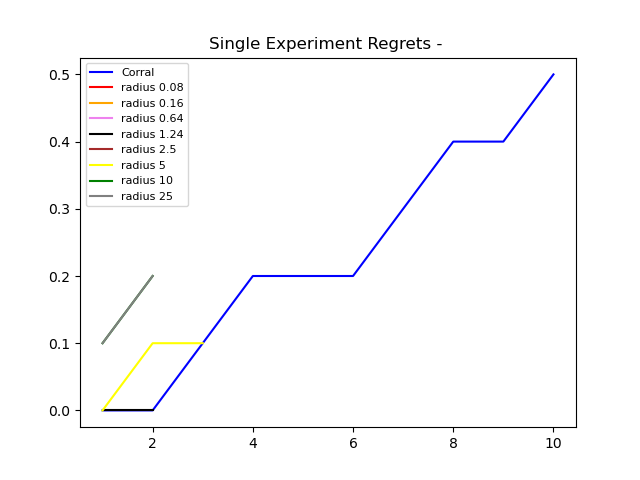 Single Experiment Regrets -
Corral
radius 0.08
radius 0.16
radius 0.64
radius 1.24
radius 2.5
radius 5
radius 10
radius 25
0.5
0.4
0.3
0.2
0.1
0.0
2 4 6 8 10